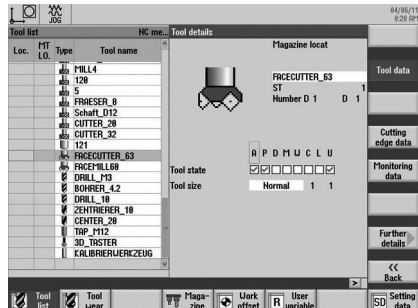 JOG
04/06/11
8:28 AM
Tool list NC me... Tool details
Loc. MT LO. Type Tool name
MILL4
120
5
FRAESER_8
Schaft_D12
CUTTER_20
CUTTER_32
121
FACECUTTER_63
FACEMILL60
DRILL_M3
BOHRER_4.2
DRILL_10
ZENTRIERER_10
CENTER_20
TAP_M12
3D_TASTER
KALIBRIERWERKZEUG
Magazine locat
FACECUTTER_63
ST 1
Number D 1 D 1
A P D M U C L U
Tool state
Tool size Normal 1 1
Tool data
Cutting edge data
Monitoring data
Further details
<< Back
Tool list
Tool wear
Maga- zine
Work offset
R User variable
SD Setting data